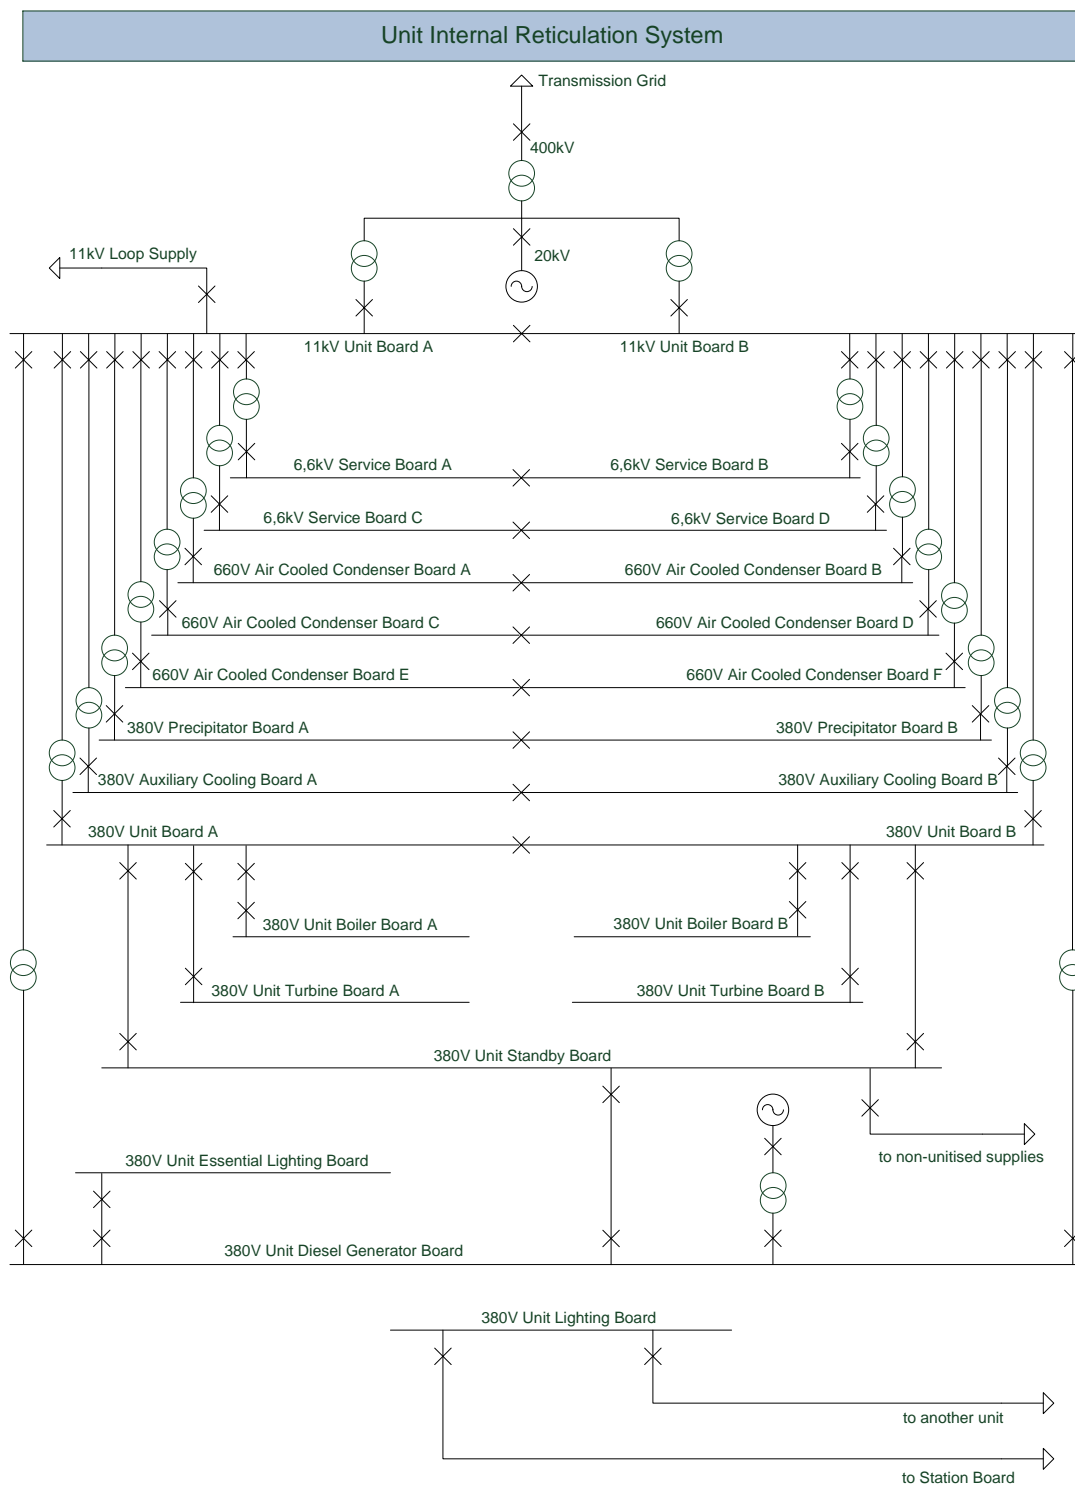 Unit Internal Reticulation System
Transmission Grid
400kV
11kV Loop Supply
20kV
11kV Unit Board A
11kV Unit Board B
6,6kV Service Board A
6,6kV Service Board B
6,6kV Service Board C
6,6kV Service Board D
660V Air Cooled Condenser Board A
660V Air Cooled Condenser Board B
660V Air Cooled Condenser Board C
660V Air Cooled Condenser Board D
660V Air Cooled Condenser Board E
660V Air Cooled Condenser Board F
380V Precipitator Board A
380V Precipitator Board B
380V Auxiliary Cooling Board A
380V Auxiliary Cooling Board B
380V Unit Board A
380V Unit Board B
380V Unit Boiler Board A
380V Unit Boiler Board B
380V Unit Turbine Board A
380V Unit Turbine Board B
380V Unit Standby Board
to non-unitised supplies
380V Unit Essential Lighting Board
380V Unit Diesel Generator Board
380V Unit Lighting Board
to another unit
to Station Board